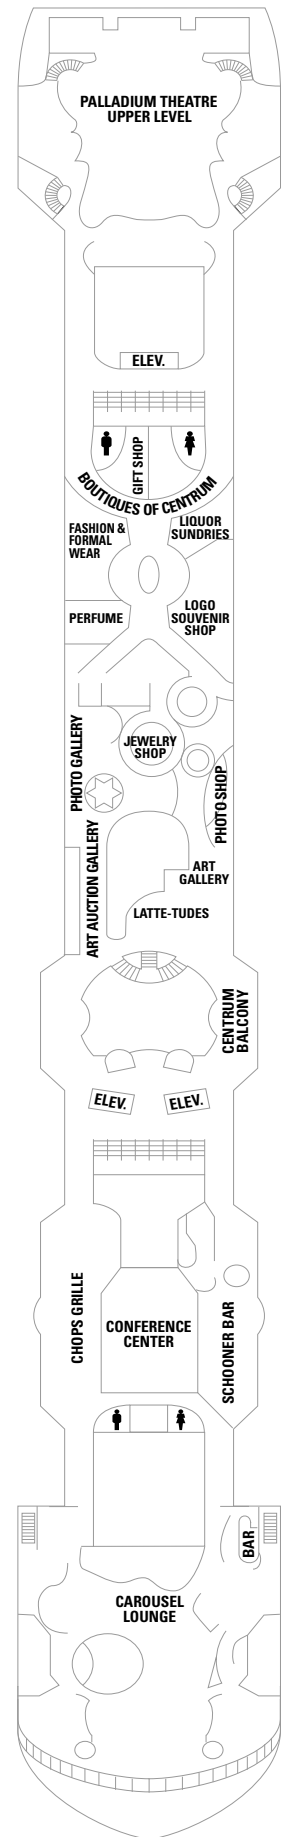 PALLADIUM THEATRE
UPPER LEVEL
ELEV.
GIFT SHOP
BOUTIQUES OF CENTRUM
FASHION &
FORMAL
WEAR
LIQUOR
SUNDRIES
PERFUME
LOGO
SOUVENIR
SHOP
PHOTO GALLERY
JEWELRY
SHOP
PHOTO SHOP
ART AUCTION GALLERY
ART
GALLERY
LATTE-TUDES
CENTRUM
BALCONY
ELEV.
ELEV.
CHOPS GRILLE
CONFERENCE
CENTER
SCHOONER BAR
BAR
CAROUSEL
LOUNGE